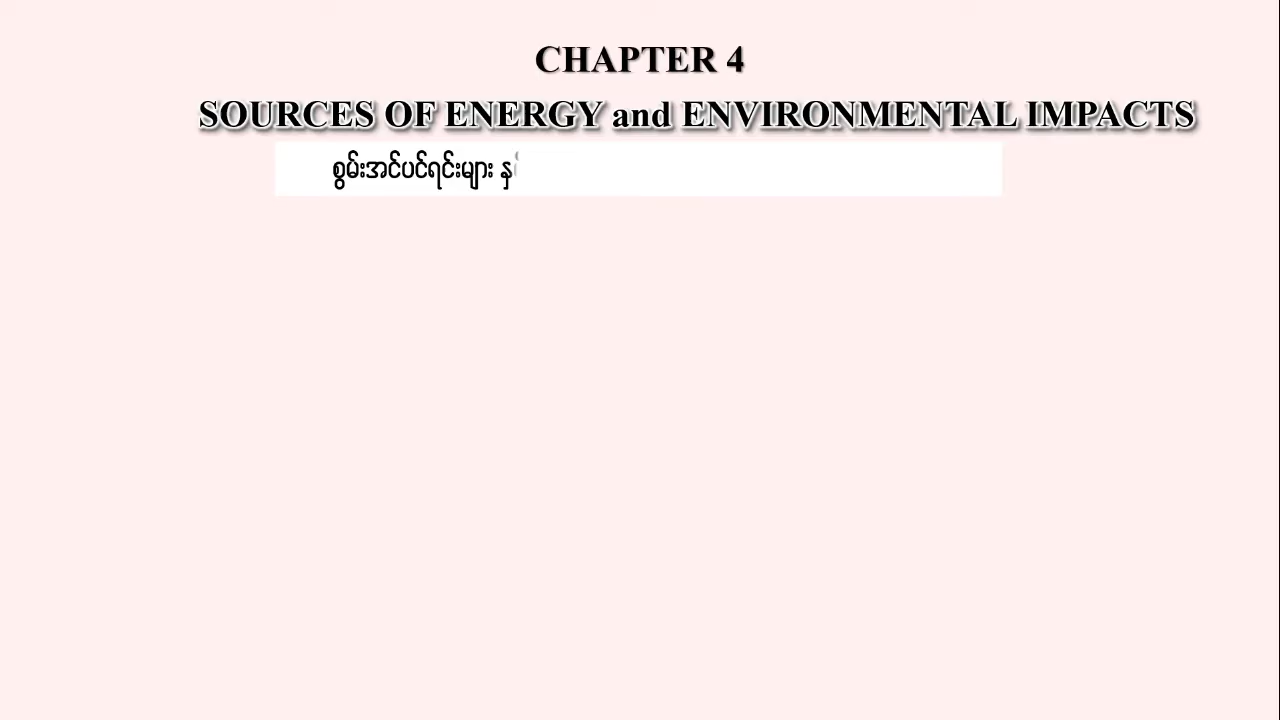 CHAPTER 4
SOURCES OF ENERGY and ENVIRONMENTAL IMPACTS
စွမ်းအင်ပင်ရင်းများ